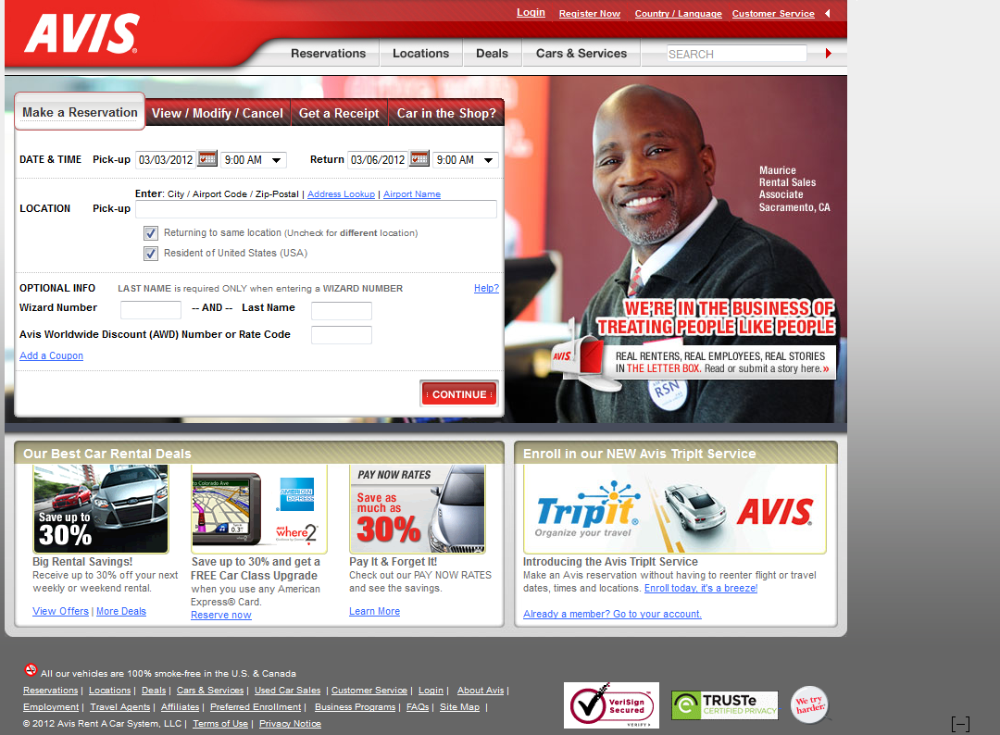 AVIS
Login Register Now Country / Language Customer Service
Reservations Locations Deals Cars & Services SEARCH
Make a Reservation View / Modify / Cancel Get a Receipt Car in the Shop?
DATE & TIME Pick-up 03/03/2012 9:00 AM Return 03/06/2012 9:00 AM
Enter: City / Airport Code / Zip-Postal | Address Lookup | Airport Name
LOCATION Pick-up
Returning to same location (Uncheck for different location)
Resident of United States (USA)
OPTIONAL INFO LAST NAME is required ONLY when entering a WIZARD NUMBER Help?
Wizard Number -- AND -- Last Name
Avis Worldwide Discount (AWD) Number or Rate Code
Add a Coupon
CONTINUE
Maurice
Rental Sales
Associate
Sacramento, CA
WE'RE IN THE BUSINESS OF
TREATING PEOPLE LIKE PEOPLE
AVIS
REAL RENTERS, REAL EMPLOYEES, REAL STORIES
IN THE LETTER BOX. Read or submit a story here.»
RSN
Our Best Car Rental Deals
Save up to
30%
Big Rental Savings!
Receive up to 30% off your next
weekly or weekend rental.
View Offers | More Deals
to Colorado Ave
0.3
AMERICAN
EXPRESS
where2
Save up to 30% and get a
FREE Car Class Upgrade
when you use any American
Express® Card.
Reserve now
PAY NOW RATES
Save as
much as
30%
Pay It & Forget It!
Check out our PAY NOW RATES
and see the savings.
Learn More
Enroll in our NEW Avis TripIt Service
Tripit®
Organize your travel
AVIS
Introducing the Avis TripIt Service
Make an Avis reservation without having to reenter flight or travel
dates, times and locations. Enroll today, it's a breeze!
Already a member? Go to your account.
All our vehicles are 100% smoke-free in the U.S. & Canada
Reservations | Locations | Deals | Cars & Services | Used Car Sales | Customer Service | Login | About Avis |
Employment | Travel Agents | Affiliates | Preferred Enrollment | Business Programs | FAQs | Site Map |
© 2012 Avis Rent A Car System, LLC | Terms of Use | Privacy Notice
VeriSign
Secured
VERIFY
TRUSTe
CERTIFIED PRIVACY
We try
harder.
[–]